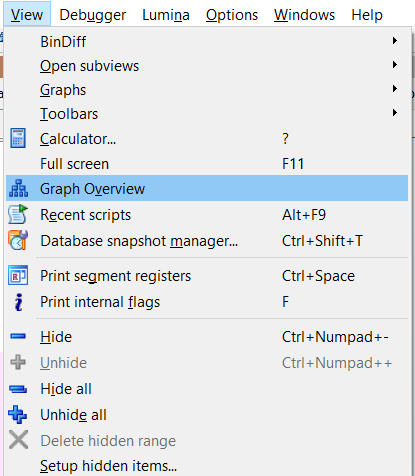 View Debugger Lumina Options Windows Help
BinDiff
Open subviews
Graphs
Toolbars
Calculator... ?
Full screen F11
Graph Overview
Recent scripts Alt+F9
Database snapshot manager... Ctrl+Shift+T
Print segment registers Ctrl+Space
Print internal flags F
Hide Ctrl+Numpad+-
Unhide Ctrl+Numpad++
Hide all
Unhide all
Delete hidden range
Setup hidden items...